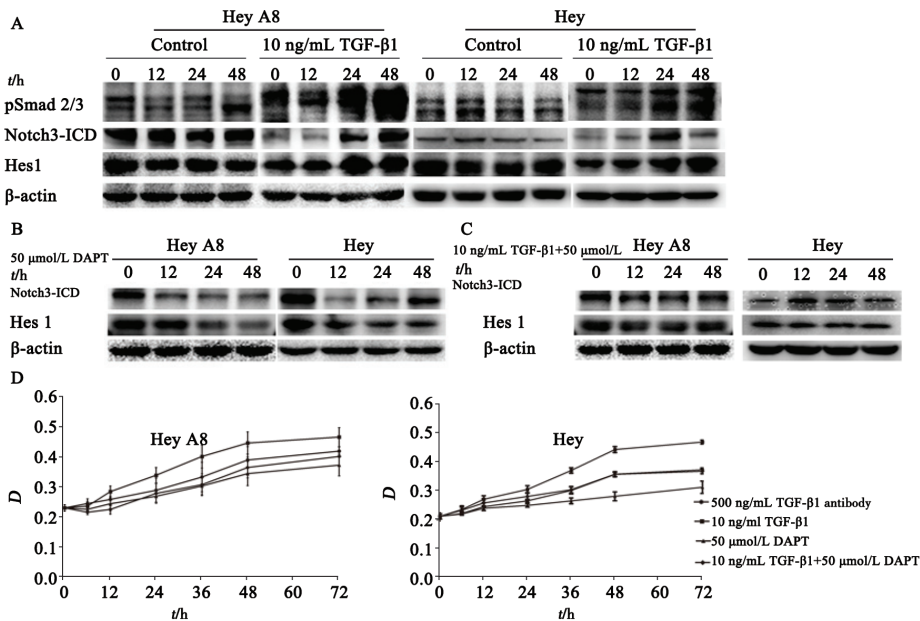 A
Hey A8 Hey
Control 10 ng/mL TGF-β1 Control 10 ng/mL TGF-β1
t/h 0 12 24 48 0 12 24 48 0 12 24 48 0 12 24 48
pSmad 2/3
Notch3-ICD
Hes1
β-actin
B
Hey A8 Hey
50 μmol/L DAPT
t/h 0 12 24 48 0 12 24 48
Notch3-ICD
Hes 1
β-actin
C
10 ng/mL TGF-β1+50 μmol/L Hey A8 Hey
t/h 0 12 24 48 0 12 24 48
Notch3-ICD
Hes 1
β-actin
D
Hey A8
D
0.6
0.5
0.4
0.3
0.2
0.1
0.0
0 12 24 36 48 60 72
t/h
Hey
D
0.6
0.5
0.4
0.3
0.2
0.1
0.0
0 12 24 36 48 60 72
t/h
500 ng/mL TGF-β1 antibody
10 ng/ml TGF-β1
50 μmol/L DAPT
10 ng/mL TGF-β1+50 μmol/L DAPT